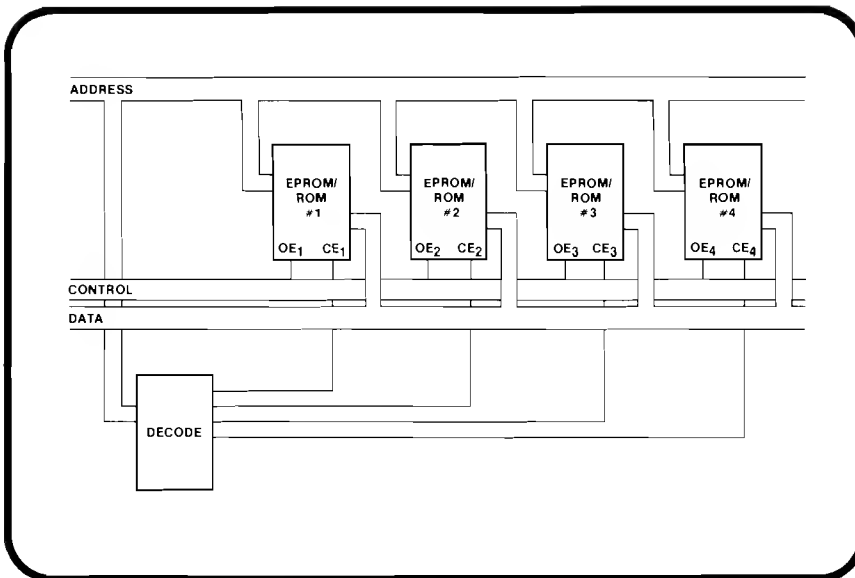 ADDRESS
EPROM/
ROM
#1
OE1 CE1
EPROM/
ROM
#2
OE2 CE2
EPROM/
ROM
#3
OE3 CE3
EPROM/
ROM
#4
OE4 CE4
CONTROL
DATA
DECODE